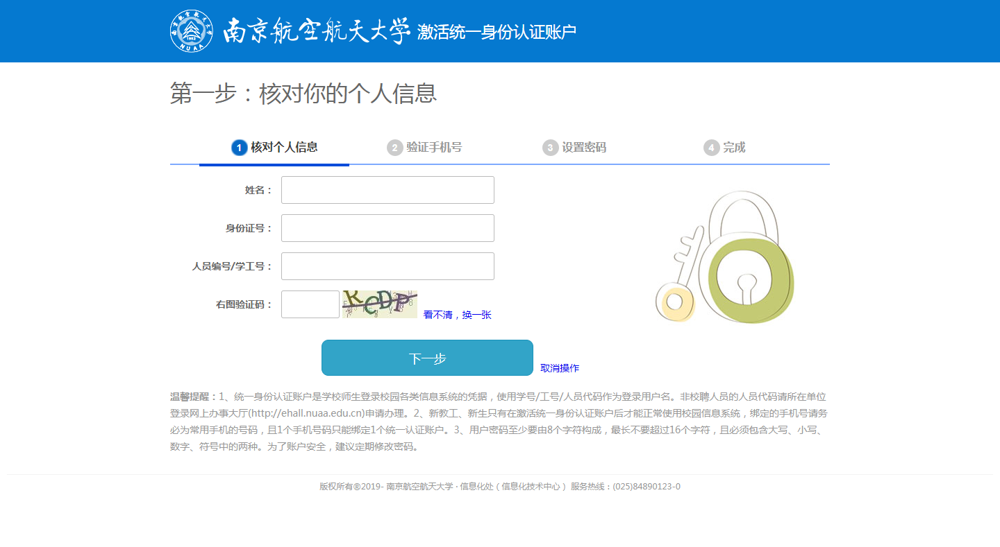 南京航空航天大学 激活统一身份认证账户
NUAA
第一步：核对你的个人信息
1 核对个人信息 2 验证手机号 3 设置密码 4 完成
姓名：
身份证号：
人员编号/学工号：
右图验证码： RCDP 看不清，换一张
下一步 取消操作
温馨提醒：1、统一身份认证账户是学校师生登录校园各类信息系统的凭据，使用学号/工号/人员代码作为登录用户名。非校聘人员的人员代码请所在单位
登录网上办事大厅(http://ehall.nuaa.edu.cn)申请办理。2、新教工、新生只有在激活统一身份认证账户后才能正常使用校园信息系统，绑定的手机号请务
必为常用手机的号码，且1个手机号码只能绑定1个统一认证账户。3、用户密码至少要由8个字符构成，最长不要超过16个字符，且必须包含大写、小写、
数字、符号中的两种。为了账户安全，建议定期修改密码。
版权所有®2019- 南京航空航天大学 · 信息化处（信息化技术中心） 服务热线：(025)84890123-0